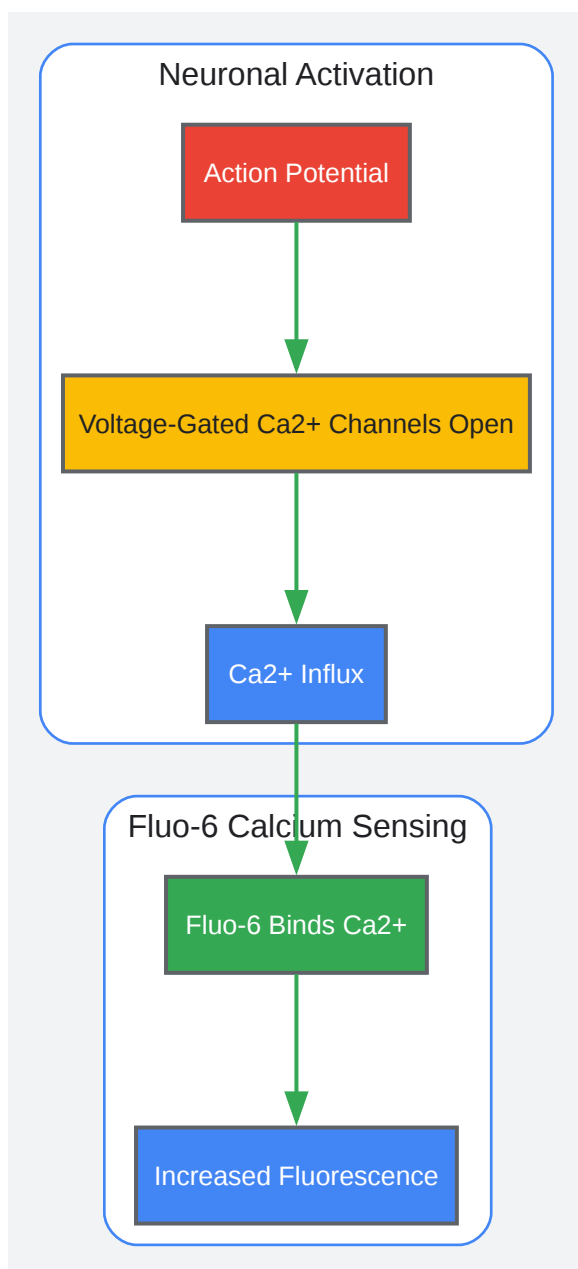 Neuronal Activation
Action Potential
Voltage-Gated Ca2+ Channels Open
Ca2+ Influx
Fluo-6 Calcium Sensing
Fluo-6 Binds Ca2+
Increased Fluorescence